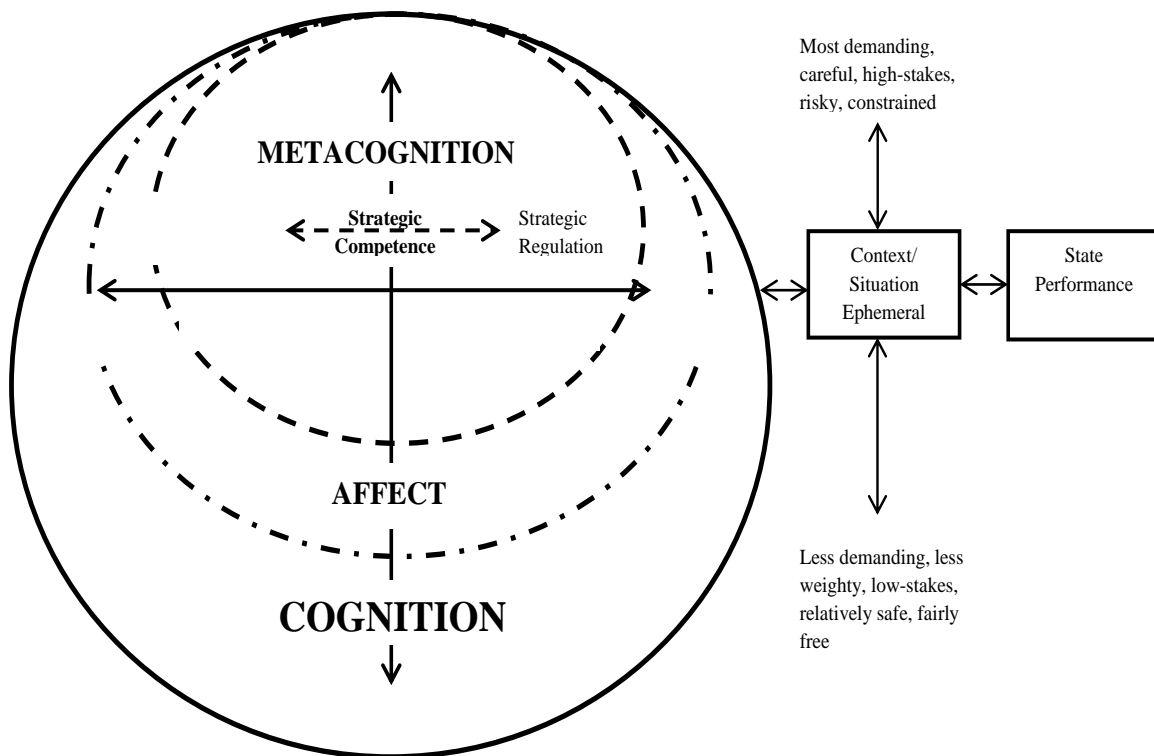 METACOGNITION
Strategic
Competence
Strategic
Regulation
AFFECT
COGNITION
Most demanding,
careful, high-stakes,
risky, constrained
Context/
Situation
Ephemeral
State
Performance
Less demanding, less
weighty, low-stakes,
relatively safe, fairly
free